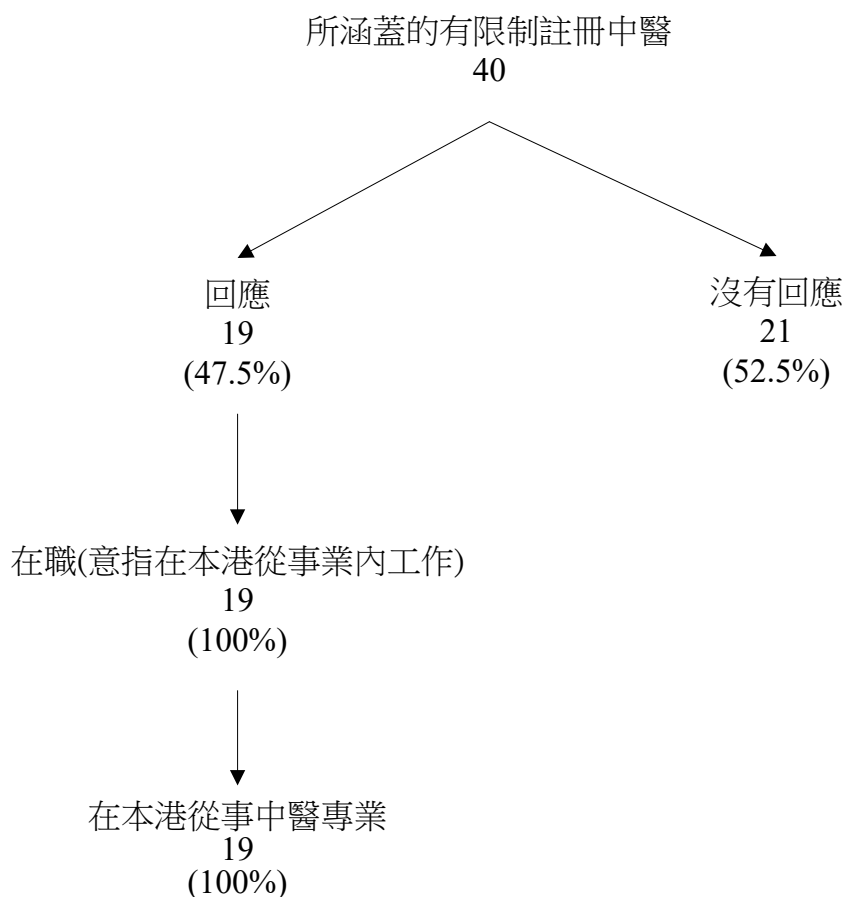 所涵蓋的有限制註冊中醫
40
回應
19
(47.5%)
沒有回應
21
(52.5%)
在職(意指在本港從事業內工作)
19
(100%)
在本港從事中醫專業
19
(100%)